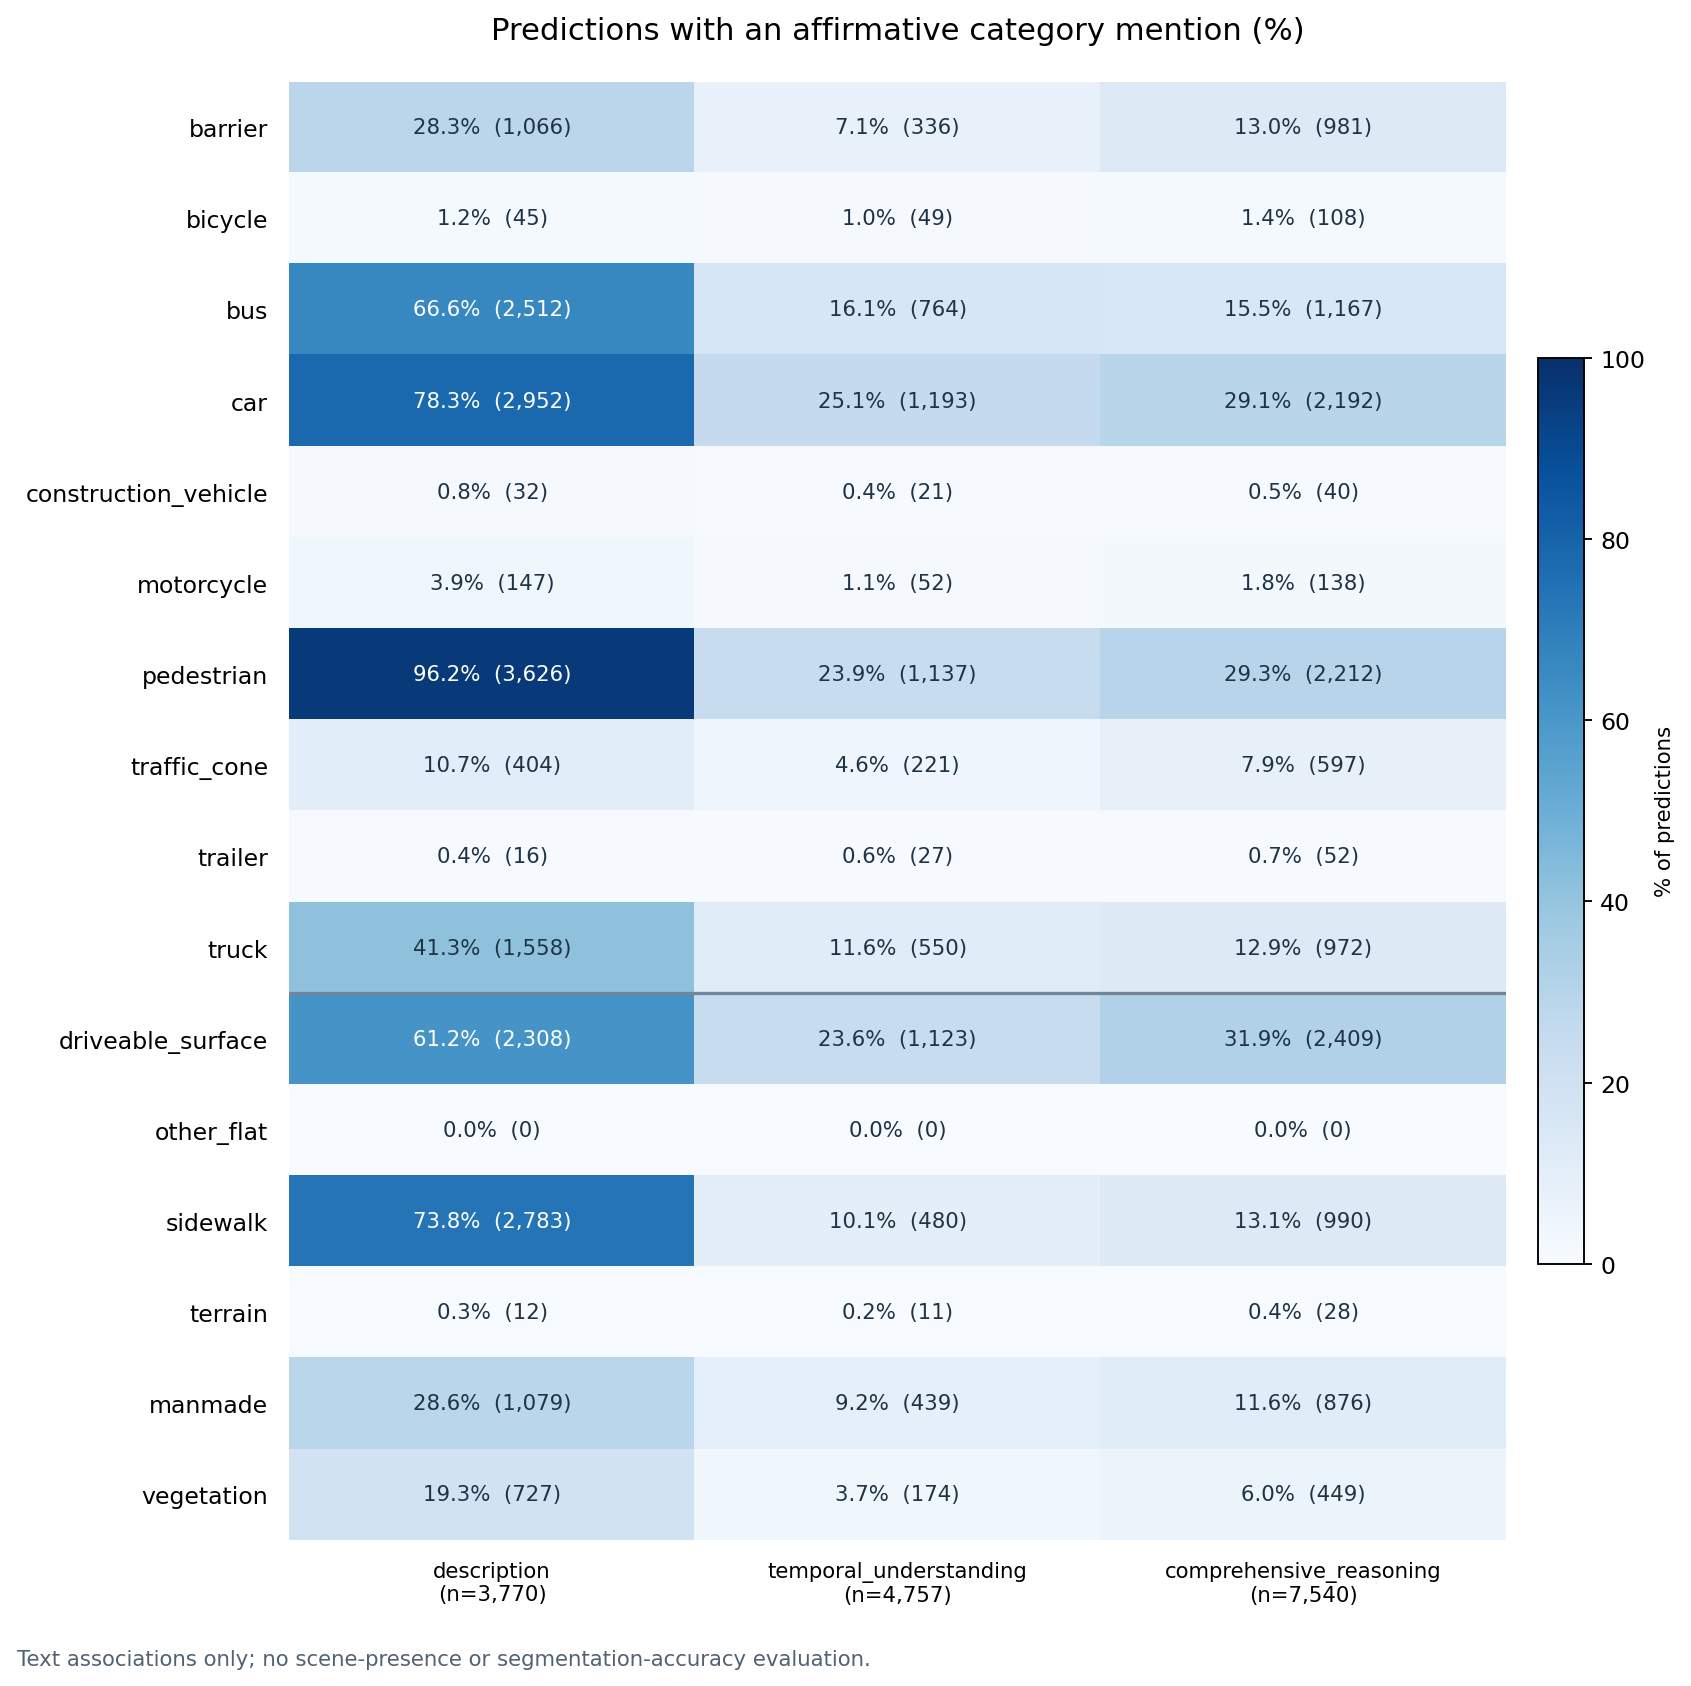 Predictions with an affirmative category mention (%)
barrier 28.3% (1,066) 7.1% (336) 13.0% (981)
bicycle 1.2% (45) 1.0% (49) 1.4% (108)
bus 66.6% (2,512) 16.1% (764) 15.5% (1,167)
car 78.3% (2,952) 25.1% (1,193) 29.1% (2,192)
construction_vehicle 0.8% (32) 0.4% (21) 0.5% (40)
motorcycle 3.9% (147) 1.1% (52) 1.8% (138)
pedestrian 96.2% (3,626) 23.9% (1,137) 29.3% (2,212)
traffic_cone 10.7% (404) 4.6% (221) 7.9% (597)
trailer 0.4% (16) 0.6% (27) 0.7% (52)
truck 41.3% (1,558) 11.6% (550) 12.9% (972)
driveable_surface 61.2% (2,308) 23.6% (1,123) 31.9% (2,409)
other_flat 0.0% (0) 0.0% (0) 0.0% (0)
sidewalk 73.8% (2,783) 10.1% (480) 13.1% (990)
terrain 0.3% (12) 0.2% (11) 0.4% (28)
manmade 28.6% (1,079) 9.2% (439) 11.6% (876)
vegetation 19.3% (727) 3.7% (174) 6.0% (449)
description temporal_understanding comprehensive_reasoning
(n=3,770) (n=4,757) (n=7,540)
100
80
60
40
20
0
% of predictions
Text associations only; no scene-presence or segmentation-accuracy evaluation.